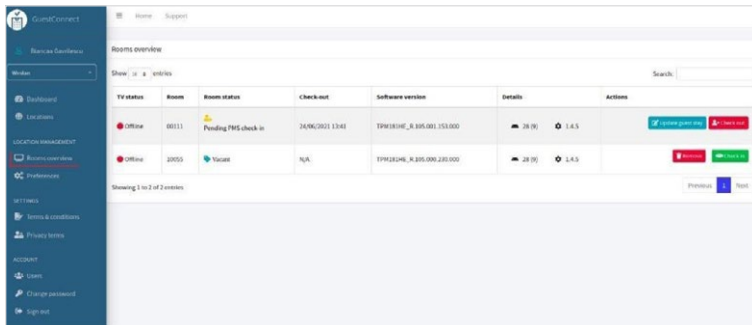 GuestConnect
Home Support
Rooms overview
Show entries
Search:
TV status Room Room status Check-out Software version Details Actions
Offline 00111 Pending PMS check in 24/06/2021 13:43 TPM181HE_R.105.001.153.000 28 (9) 1.4.5 Update guest stay Check out
Offline 10055 Vacant N/A TPM181HE_R.105.000.230.000 28 (9) 1.4.5 Remove Check in
Showing 1 to 2 of 2 entries
Previous 1 Next
Dashboard
Locations
LOCATION MANAGEMENT
Rooms overview
Preferences
SETTINGS
Terms & conditions
Privacy terms
ACCOUNT
Users
Change password
Sign out